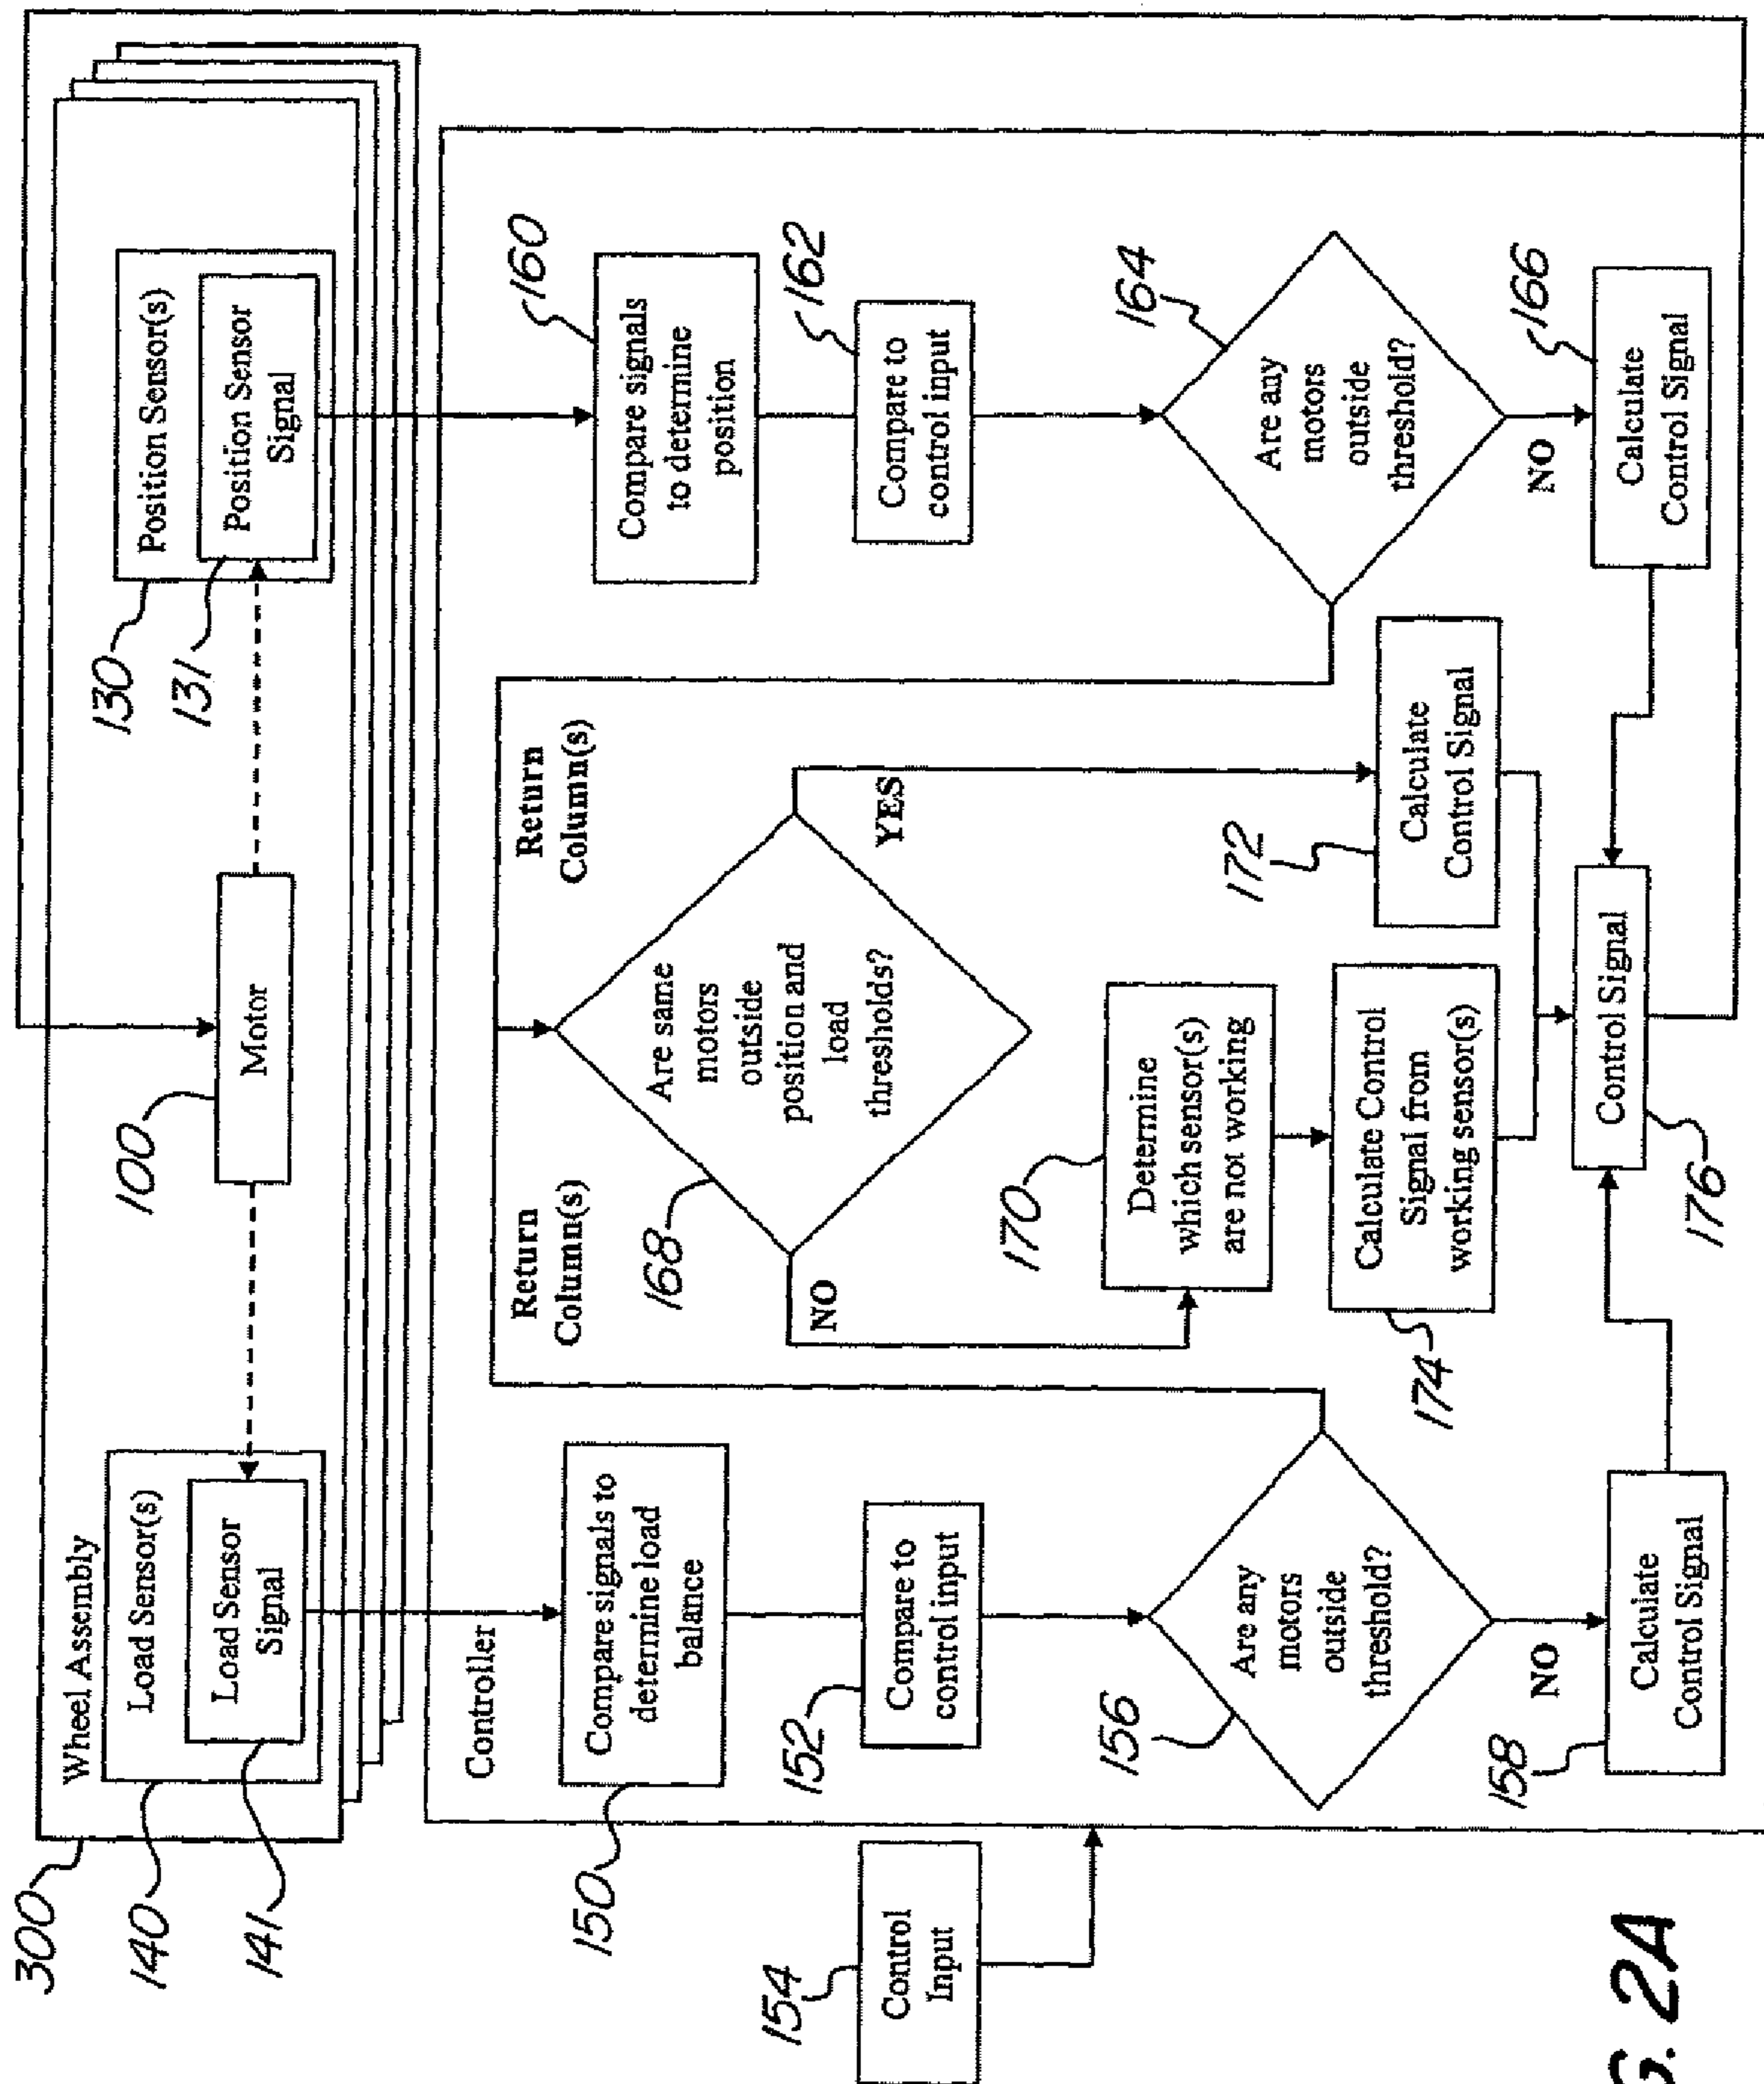 300
Wheel Assembly
140
Load Sensor(s)
141
Load Sensor
Signal
100
Motor
130
Position Sensor(s)
131
Position Sensor
Signal
Controller
150
Compare signals to
determine load
balance
152
Compare to
control input
154
Control
Input
156
Are any
motors
outside
threshold?
NO
158
Calculate
Control Signal
Return
Column(s)
Return
Column(s)
168
Are same
motors
outside
position and
load
thresholds?
NO
YES
170
Determine
which sensor(s)
are not working
174
Calculate Control
Signal from
working sensor(s)
172
Calculate
Control Signal
160
Compare signals
to determine
position
162
Compare to
control input
164
Are any
motors
outside
threshold?
NO
166
Calculate
Control Signal
Control Signal
176
G. 2A